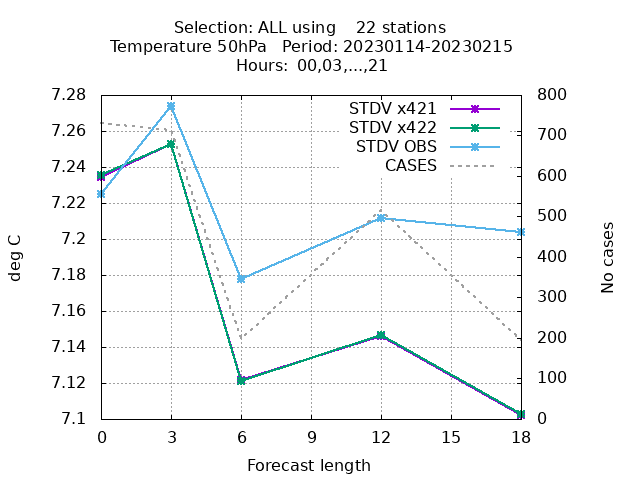 Selection: ALL using    22 stations
Temperature 50hPa   Period: 20230114-20230215
Hours:  00,03,...,21
7.28
7.26
7.24
7.22
7.2
7.18
7.16
7.14
7.12
7.1
deg C
STDV x421
STDV x422
STDV OBS
CASES
800
700
600
500
400
300
200
100
0
No cases
0 3 6 9 12 15 18
Forecast length